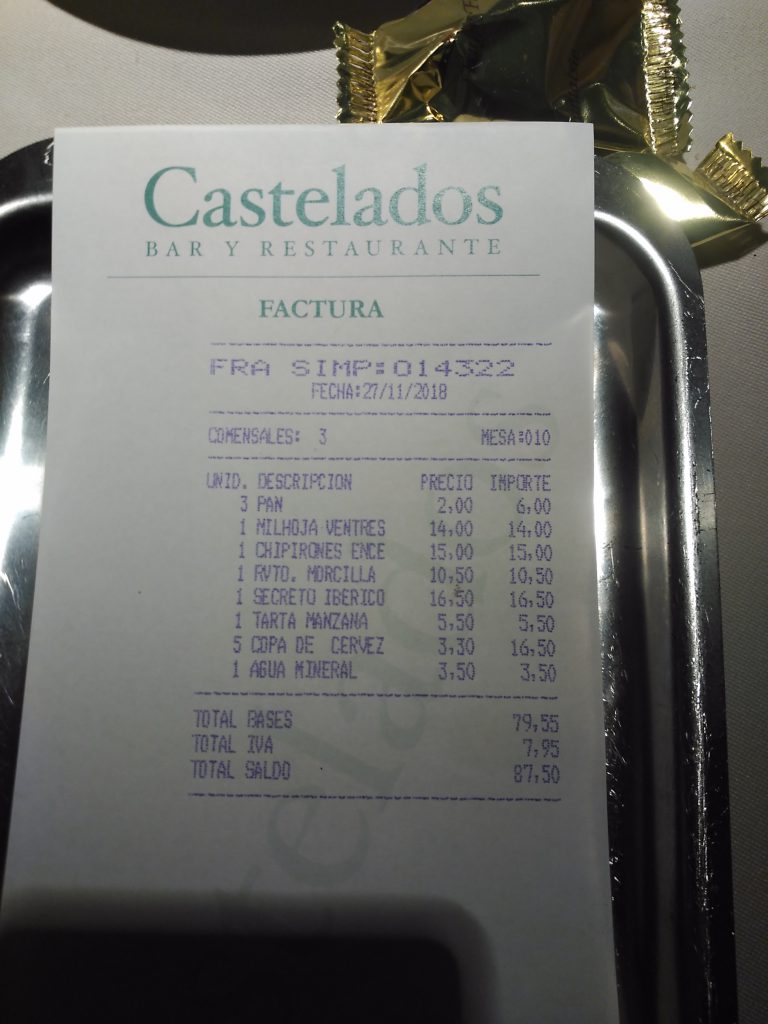 Castelados
BAR Y RESTAURANTE
FACTURA
FRA SIMP:014322
FECHA:27/11/2018
COMENSALES: 3 MESA:010
UNID. DESCRIPCION PRECIO IMPORTE
3 PAN 2,00 6,00
1 MILHOJA VENTRES 14,00 14,00
1 CHIPIRONES ENCE 15,00 15,00
1 RVTO. MORCILLA 10,50 10,50
1 SECRETO IBERICO 16,50 16,50
1 TARTA MANZANA 5,50 5,50
5 COPA DE CERVEZ 3,30 16,50
1 AGUA MINERAL 3,50 3,50
TOTAL BASES 79,55
TOTAL IVA 7,95
TOTAL SALDO 87,50